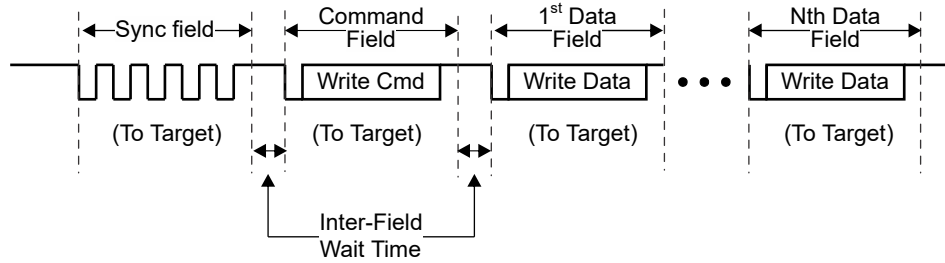 Sync field
Command
Field
1st Data
Field
Nth Data
Field
Write Cmd
Write Data
• • •
Write Data
(To Target)
(To Target)
(To Target)
(To Target)
Inter-Field
Wait Time